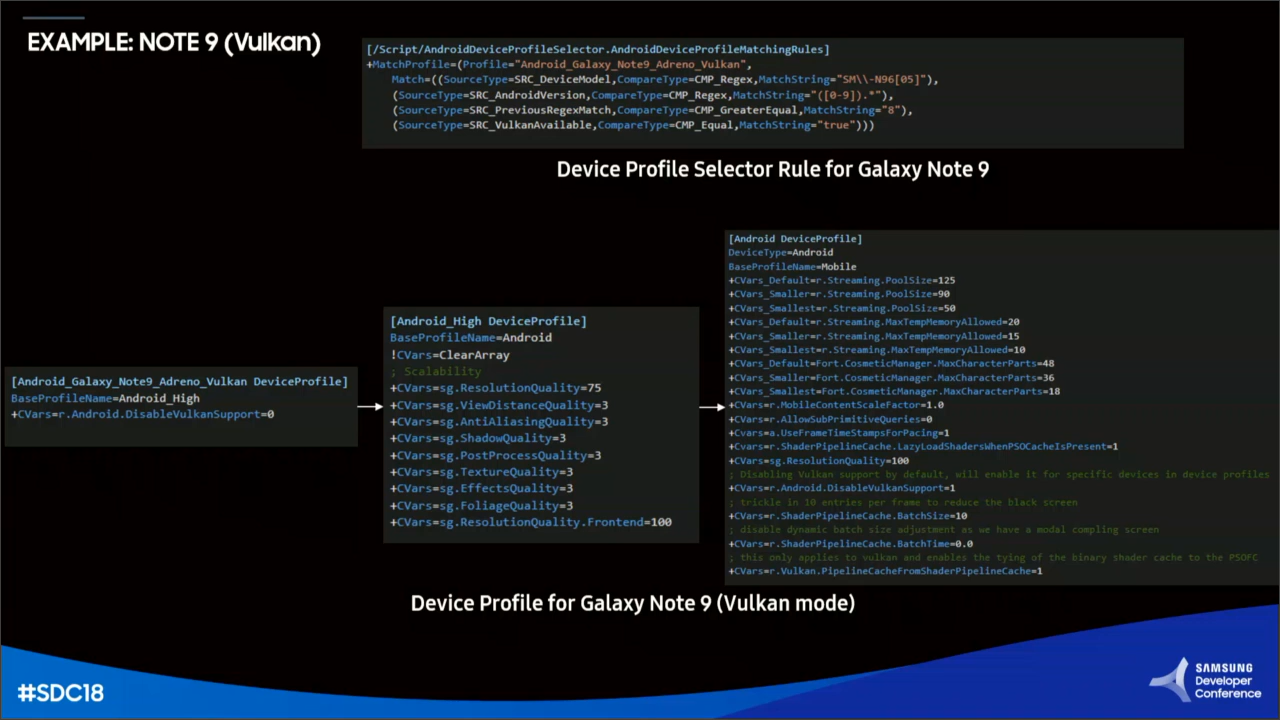 EXAMPLE: NOTE 9 (Vulkan)
[/Script/AndroidDeviceProfileSelector.AndroidDeviceProfileMatchingRules]
+MatchProfile=(Profile="Android_Galaxy_Note9_Adreno_Vulkan",
Match=((SourceType=SRC_DeviceModel,CompareType=CMP_Regex,MatchString="SM\\-N96[05]"),
(SourceType=SRC_AndroidVersion,CompareType=CMP_Regex,MatchString="([0-9]).*"),
(SourceType=SRC_PreviousRegexMatch,CompareType=CMP_GreaterEqual,MatchString="8"),
(SourceType=SRC_VulkanAvailable,CompareType=CMP_Equal,MatchString="true")))
Device Profile Selector Rule for Galaxy Note 9
[Android_Galaxy_Note9_Adreno_Vulkan DeviceProfile]
BaseProfileName=Android_High
+CVars=r.Android.DisableVulkanSupport=0
[Android_High DeviceProfile]
BaseProfileName=Android
!CVars=ClearArray
; Scalability
+CVars=sg.ResolutionQuality=75
+CVars=sg.ViewDistanceQuality=3
+CVars=sg.AntiAliasingQuality=3
+CVars=sg.ShadowQuality=3
+CVars=sg.PostProcessQuality=3
+CVars=sg.TextureQuality=3
+CVars=sg.EffectsQuality=3
+CVars=sg.FoliageQuality=3
+CVars=sg.ResolutionQuality.Frontend=100
[Android DeviceProfile]
DeviceType=Android
BaseProfileName=Mobile
+CVars_Default=r.Streaming.PoolSize=125
+CVars_Smaller=r.Streaming.PoolSize=90
+CVars_Smallest=r.Streaming.PoolSize=50
+CVars_Default=r.Streaming.MaxTempMemoryAllowed=20
+CVars_Smaller=r.Streaming.MaxTempMemoryAllowed=15
+CVars_Smallest=r.Streaming.MaxTempMemoryAllowed=10
+CVars_Default=Fort.CosmeticManager.MaxCharacterParts=48
+CVars_Smaller=Fort.CosmeticManager.MaxCharacterParts=36
+CVars_Smallest=Fort.CosmeticManager.MaxCharacterParts=18
+CVars=r.MobileContentScaleFactor=1.0
+CVars=r.AllowSubPrimitiveQueries=0
+Cvars=a.UseFrameTimeStampsForPacing=1
+Cvars=r.ShaderPipelineCache.LazyLoadShadersWhenPSOCacheIsPresent=1
+CVars=sg.ResolutionQuality=100
; Disabling Vulkan support by default, will enable it for specific devices in device profiles
+CVars=r.Android.DisableVulkanSupport=1
; trickle in 10 entries per frame to reduce the black screen
+CVars=r.ShaderPipelineCache.BatchSize=10
; disable dynamic batch size adjustment as we have a modal compling screen
+CVars=r.ShaderPipelineCache.BatchTime=0.0
; this only applies to vulkan and enables the tying of the binary shader cache to the PSOFC
+CVars=r.Vulkan.PipelineCacheFromShaderPipelineCache=1
Device Profile for Galaxy Note 9 (Vulkan mode)
#SDC18
SAMSUNG
Developer
Conference